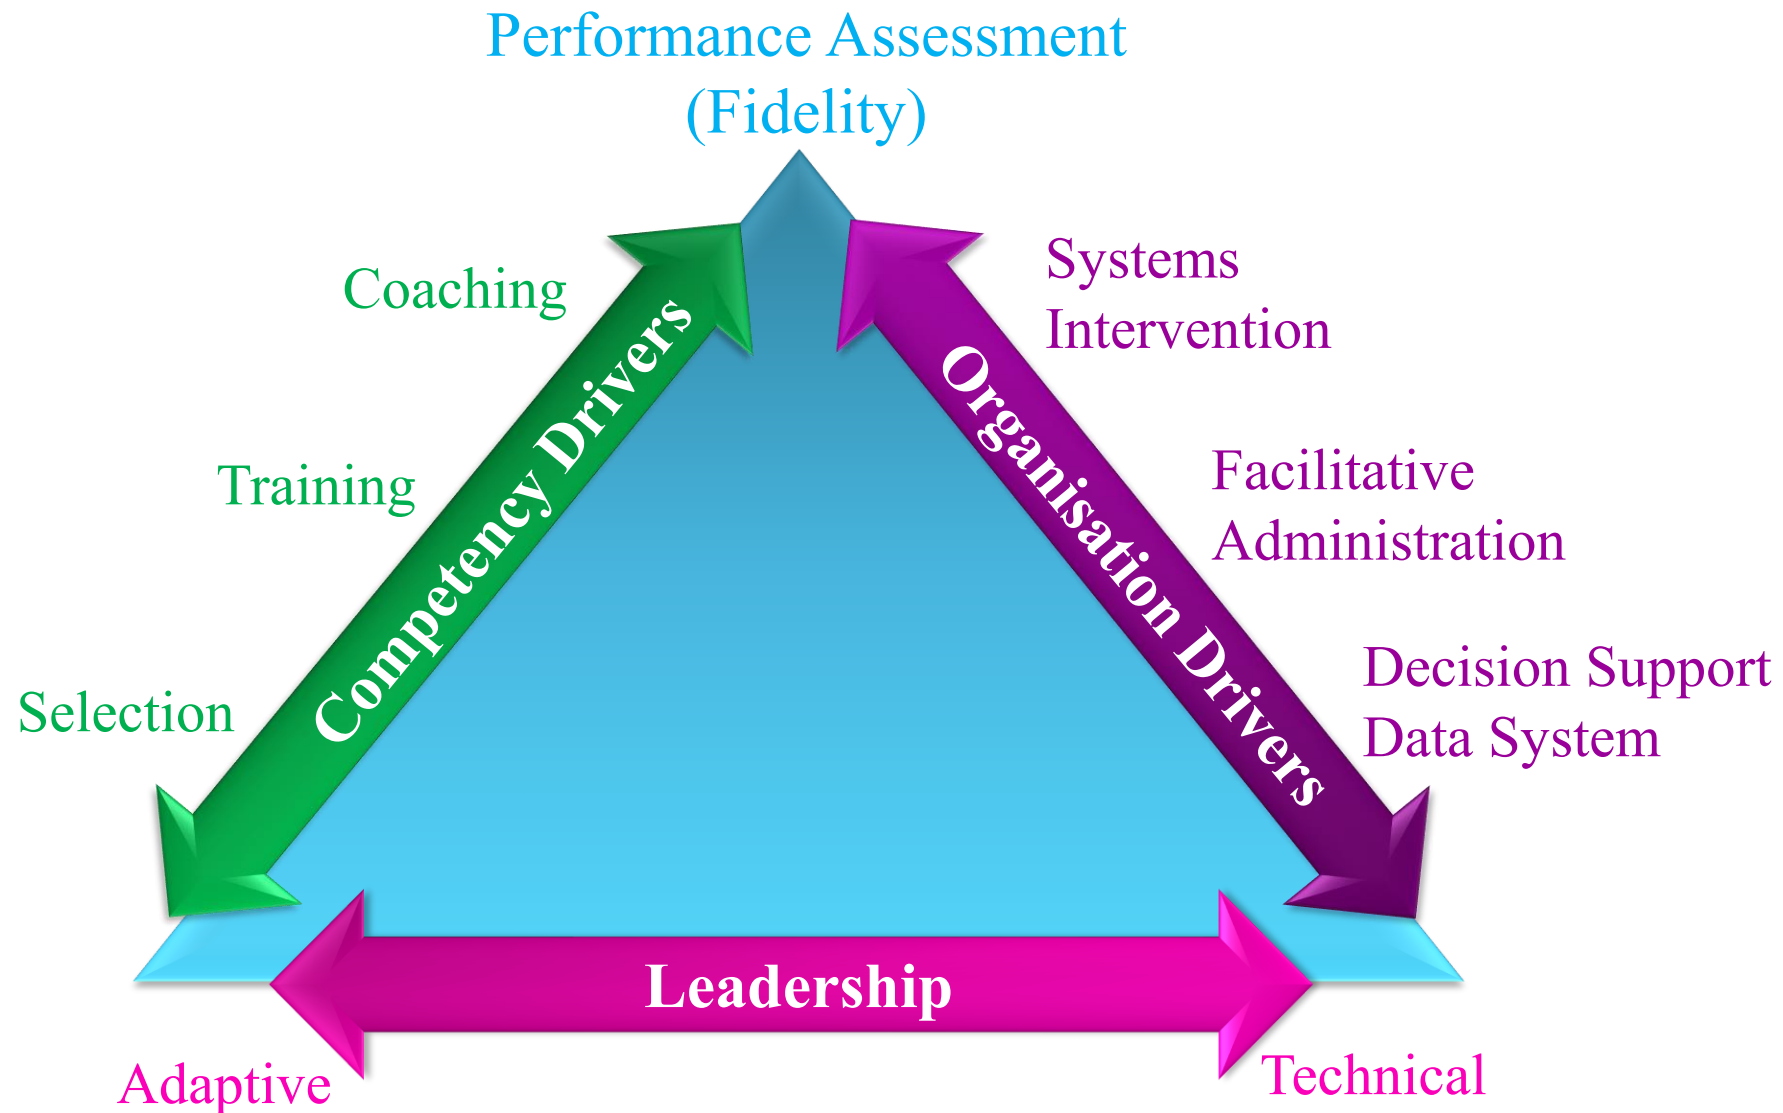 Performance Assessment
(Fidelity)
Coaching
Training
Selection
Competency Drivers
Systems
Intervention
Facilitative
Administration
Decision Support
Data System
Organisation Drivers
Leadership
Adaptive
Technical